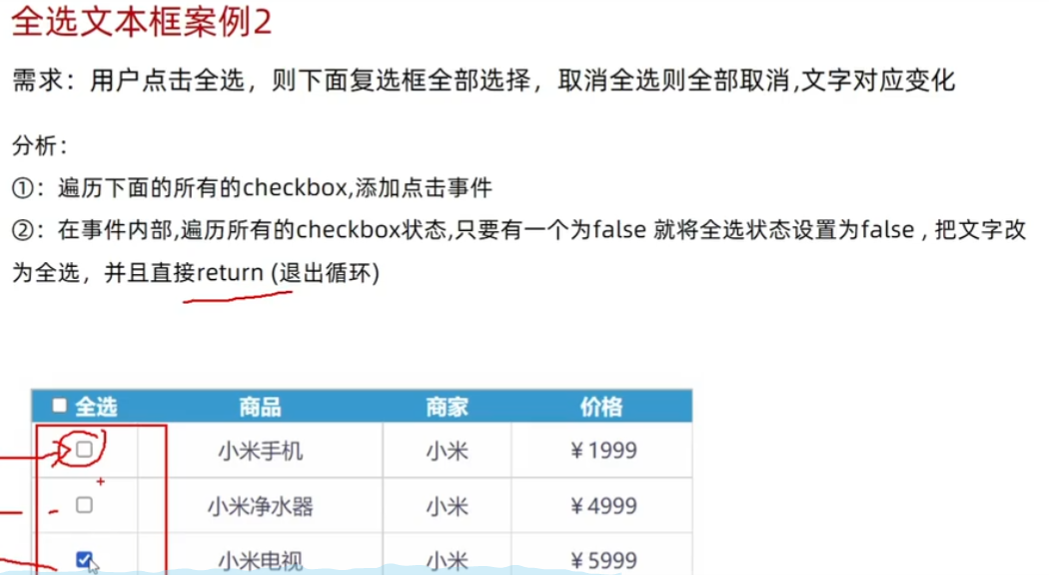 全选文本框案例2
需求：用户点击全选，则下面复选框全部选择，取消全选则全部取消,文字对应变化
分析：
①：遍历下面的所有的checkbox,添加点击事件
②：在事件内部,遍历所有的checkbox状态,只要有一个为false 就将全选状态设置为false , 把文字改
为全选，并且直接return (退出循环)
全选 商品 商家 价格
小米手机 小米 ￥1999
小米净水器 小米 ￥4999
小米电视 小米 ￥5999